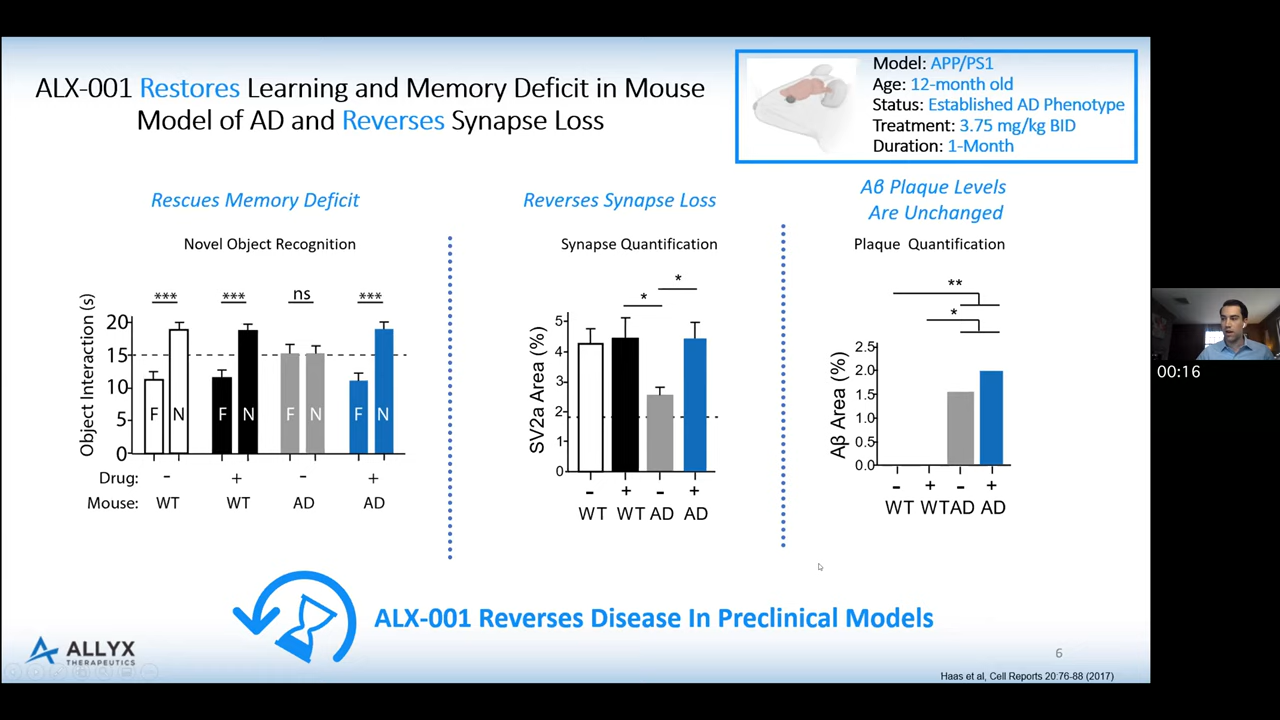 ALX-001 Restores Learning and Memory Deficit in Mouse
Model of AD and Reverses Synapse Loss
Model: APP/PS1
Age: 12-month old
Status: Established AD Phenotype
Treatment: 3.75 mg/kg BID
Duration: 1-Month
Rescues Memory Deficit
Novel Object Recognition
Object Interaction (s)
*** *** ns ***
20
15
10
5
0
F N F N F N F N
Drug: - + - +
Mouse: WT WT AD AD
Reverses Synapse Loss
Synapse Quantification
SV2a Area (%)
* *
5
4
3
2
1
0
- + - +
WT WT AD AD
Aβ Plaque Levels
Are Unchanged
Plaque Quantification
**
*
Aβ Area (%)
2.5
2.0
1.5
1.0
0.5
0.0
- + - +
WT WTAD AD
00:16
ALX-001 Reverses Disease In Preclinical Models
ALLYX
THERAPEUTICS
6
Haas et al, Cell Reports 20:76-88 (2017)